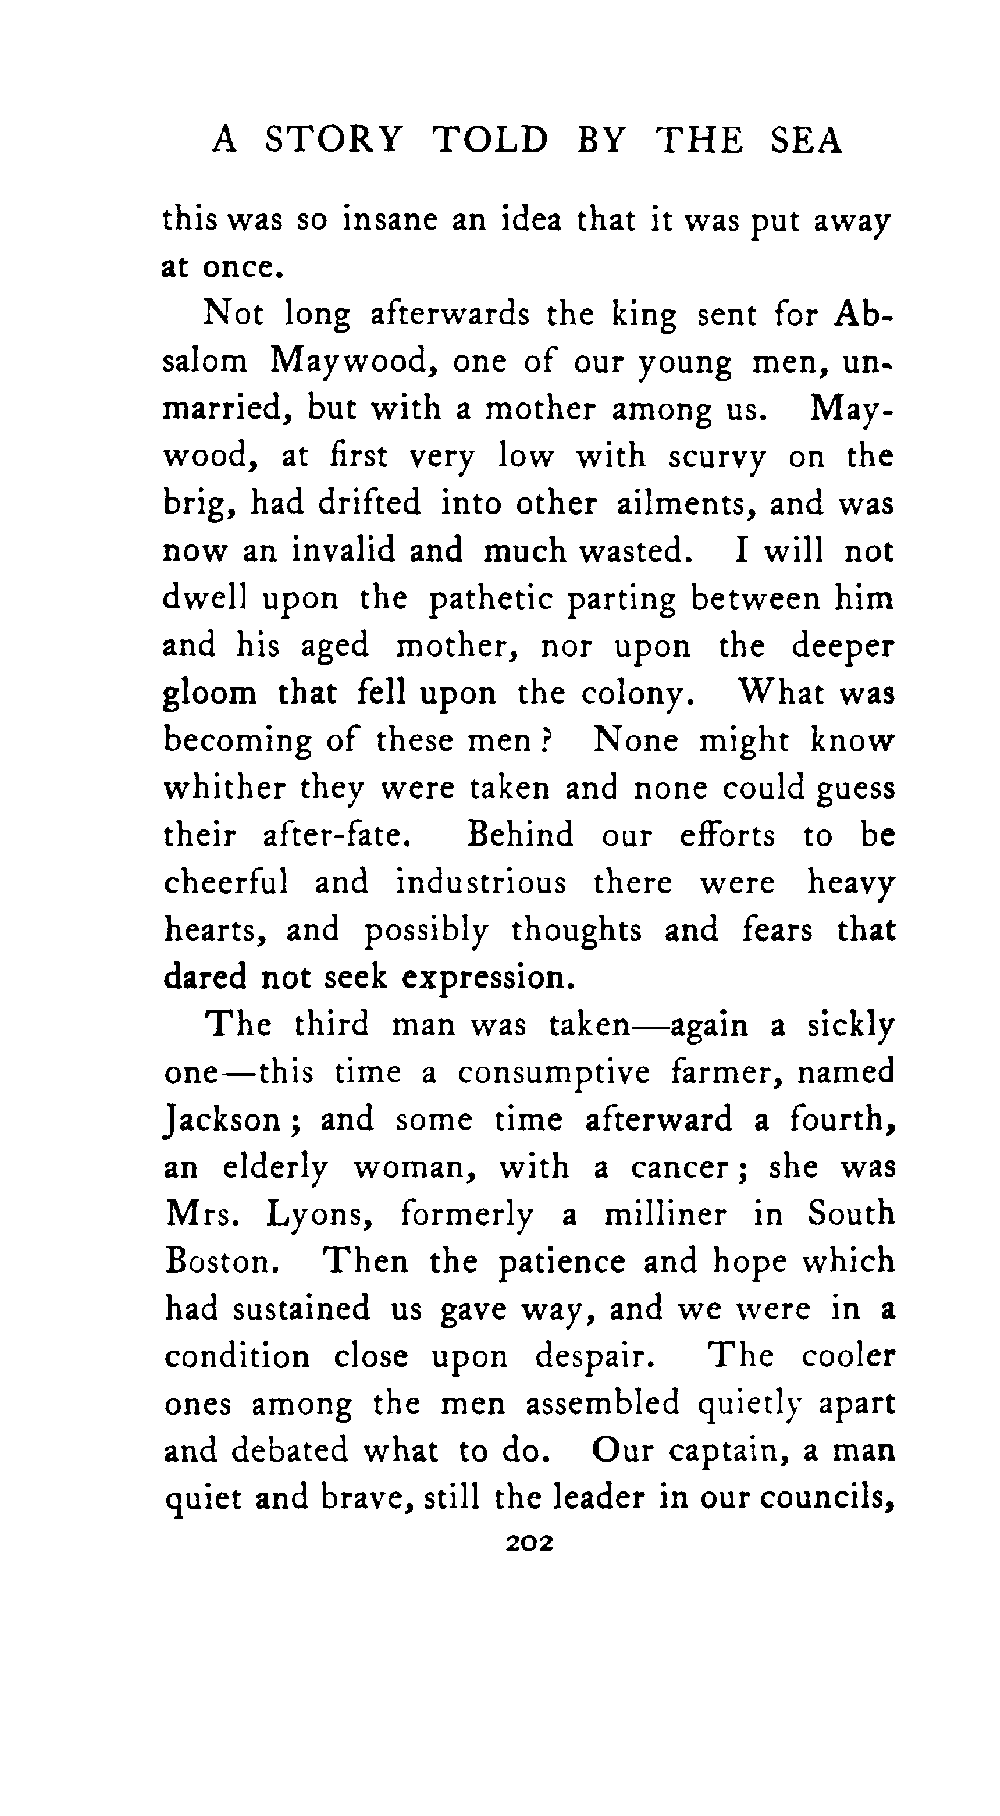 A STORY TOLD BY THE SEA
this was so insane an idea that it was put away
at once.
Not long afterwards the king sent for Ab-
salom Maywood, one of our young men, un-
married, but with a mother among us. May-
wood, at first very low with scurvy on the
brig, had drifted into other ailments, and was
now an invalid and much wasted. I will not
dwell upon the pathetic parting between him
and his aged mother, nor upon the deeper
gloom that fell upon the colony. What was
becoming of these men ? None might know
whither they were taken and none could guess
their after-fate. Behind our efforts to be
cheerful and industrious there were heavy
hearts, and possibly thoughts and fears that
dared not seek expression.
The third man was taken—again a sickly
one—this time a consumptive farmer, named
Jackson ; and some time afterward a fourth,
an elderly woman, with a cancer ; she was
Mrs. Lyons, formerly a milliner in South
Boston. Then the patience and hope which
had sustained us gave way, and we were in a
condition close upon despair. The cooler
ones among the men assembled quietly apart
and debated what to do. Our captain, a man
quiet and brave, still the leader in our councils,
202